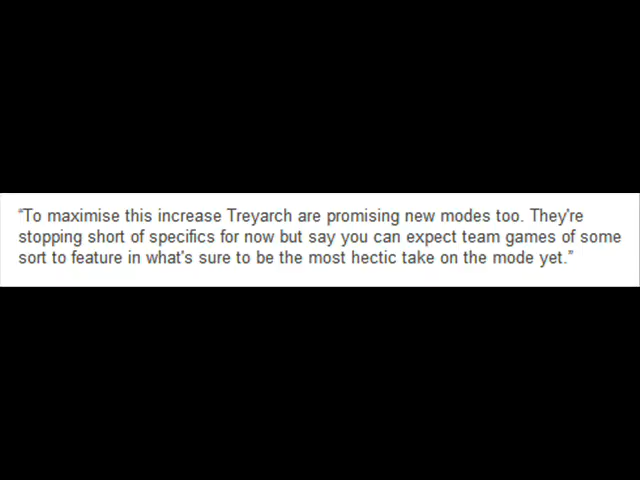 “To maximise this increase Treyarch are promising new modes too. They're
stopping short of specifics for now but say you can expect team games of some
sort to feature in what's sure to be the most hectic take on the mode yet.”